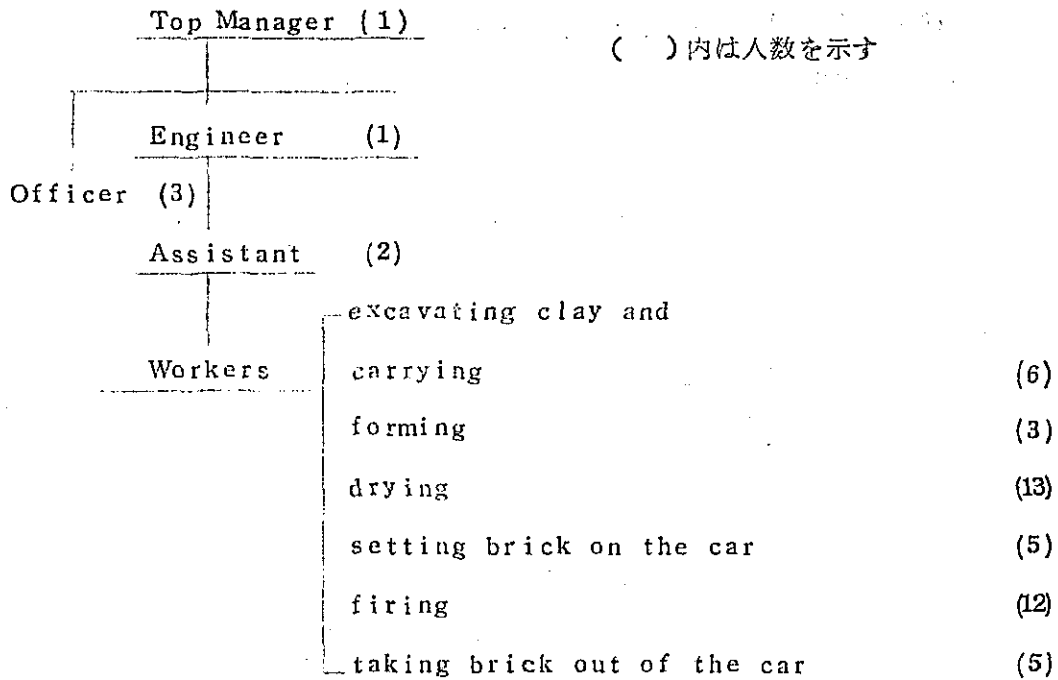 Top Manager (1)
( )内は人数を示す
Engineer (1)
Officer (3)
Assistant (2)
excavating clay and
Workers carrying (6)
forming (3)
drying (13)
setting brick on the car (5)
firing (12)
taking brick out of the car (5)